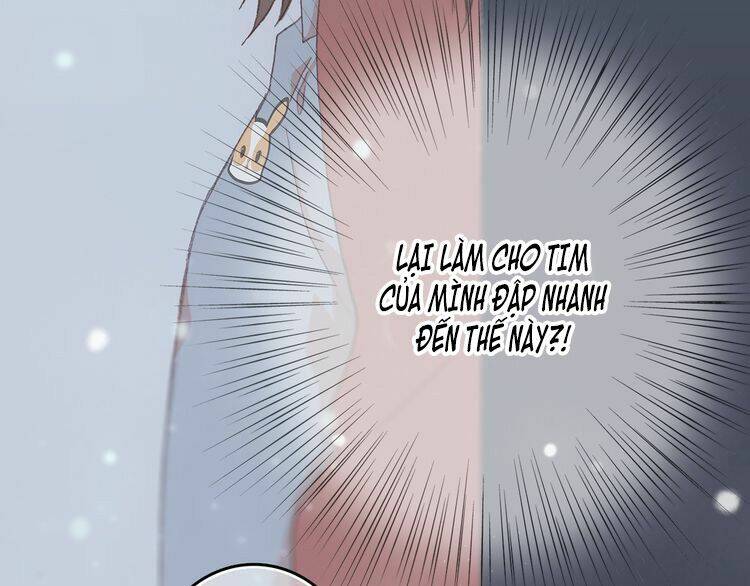 LẠI LÀM CHO TIM
CỦA MÌNH ĐẬP NHANH
ĐẾN THẾ NÀY?!